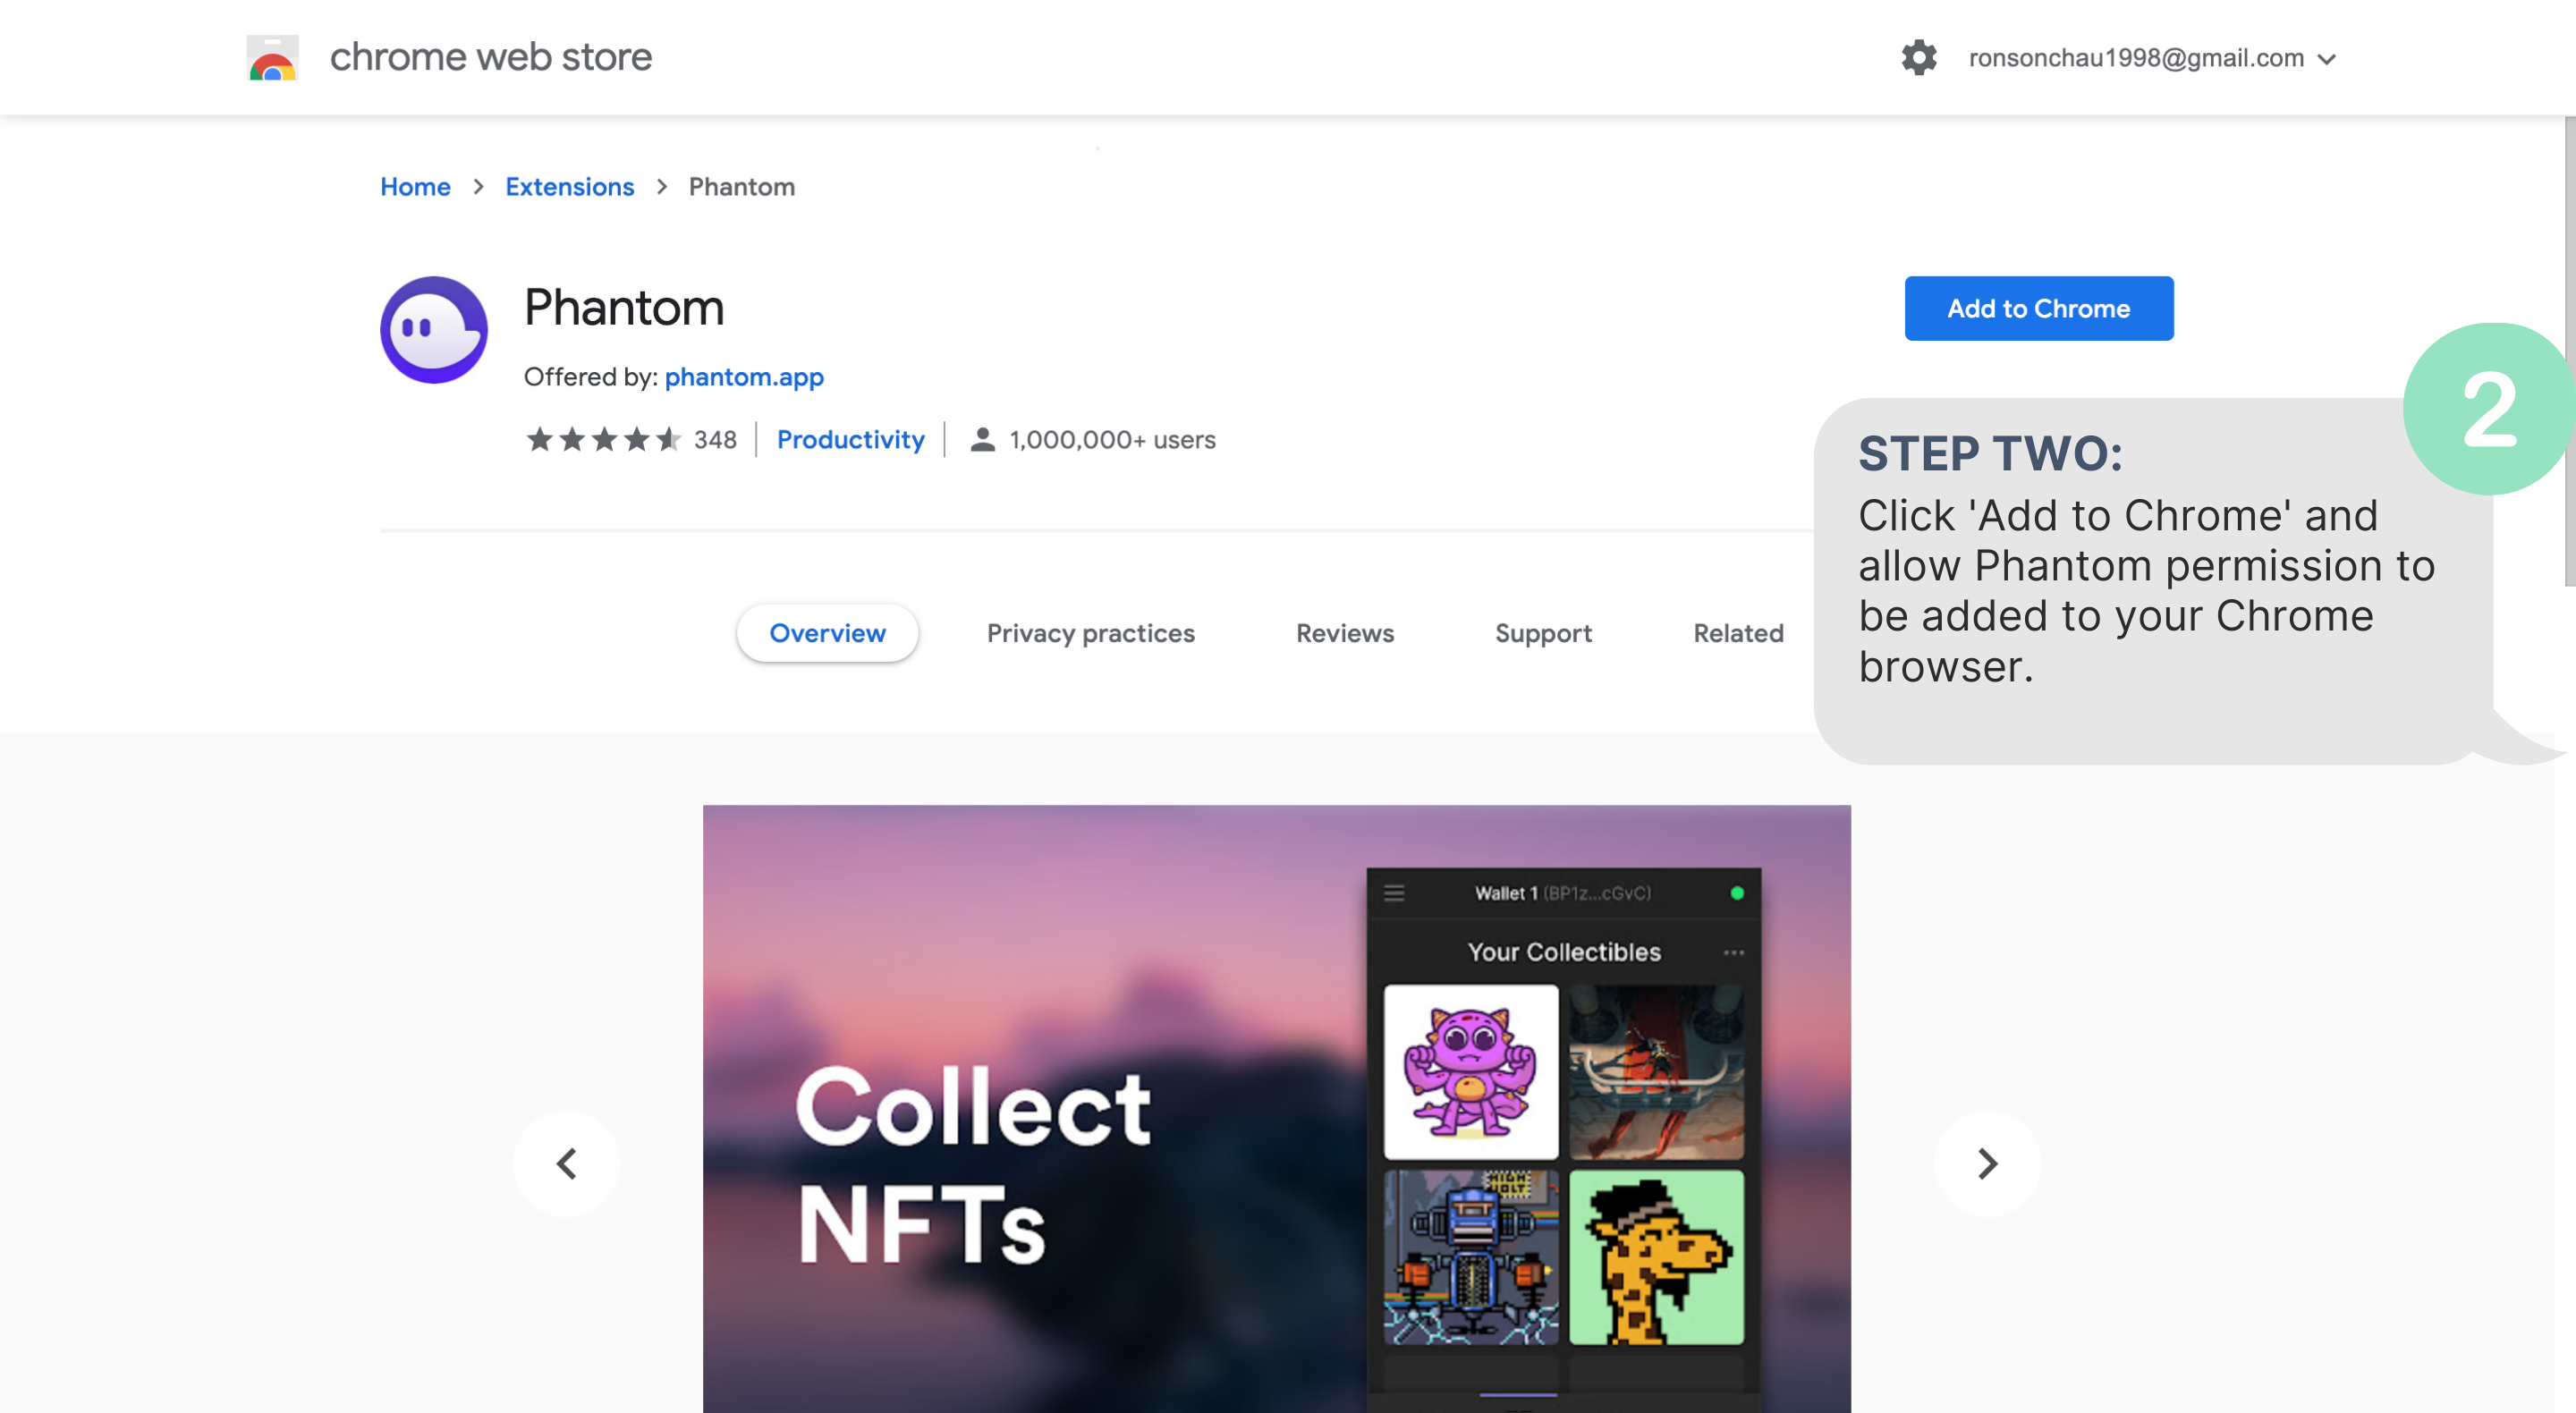 chrome web store
ronsonchau1998@gmail.com
Home > Extensions > Phantom
Phantom
Add to Chrome
Offered by: phantom.app
348
Productivity
1,000,000+ users
2
STEP TWO:
Click 'Add to Chrome' and
allow Phantom permission to
be added to your Chrome
browser.
Overview
Privacy practices
Reviews
Support
Related
Wallet 1 (BP1z...cGvC)
Your Collectibles
Collect
NFTs
HIGH
VOLT